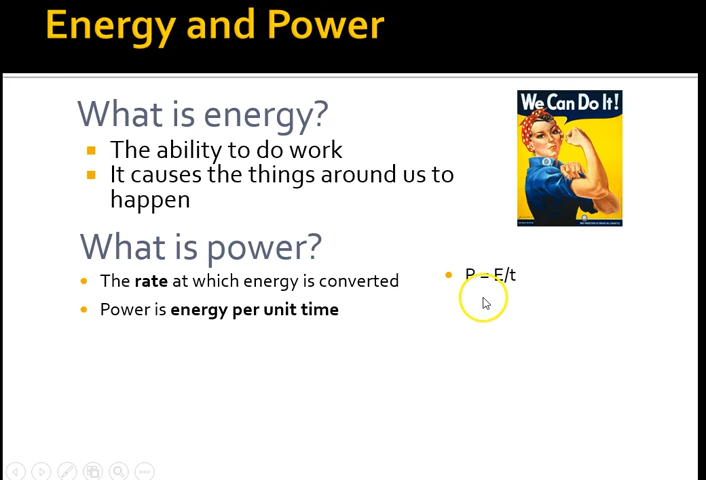 Energy and Power
What is energy?
The ability to do work
It causes the things around us to
happen
We Can Do It!
What is power?
The rate at which energy is converted
Power is energy per unit time
P = E/t